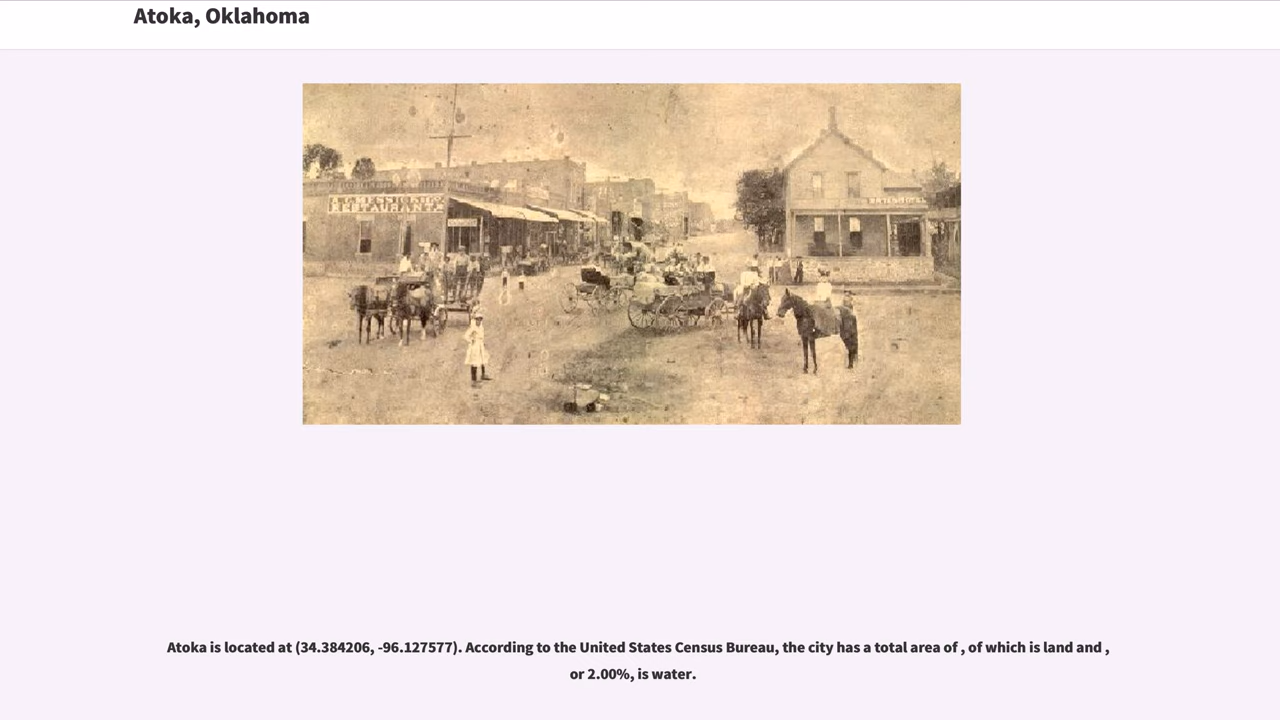 Atoka, Oklahoma
RESTAURANT
HOTEL
Atoka is located at (34.384206, -96.127577). According to the United States Census Bureau, the city has a total area of , of which is land and ,
or 2.00%, is water.